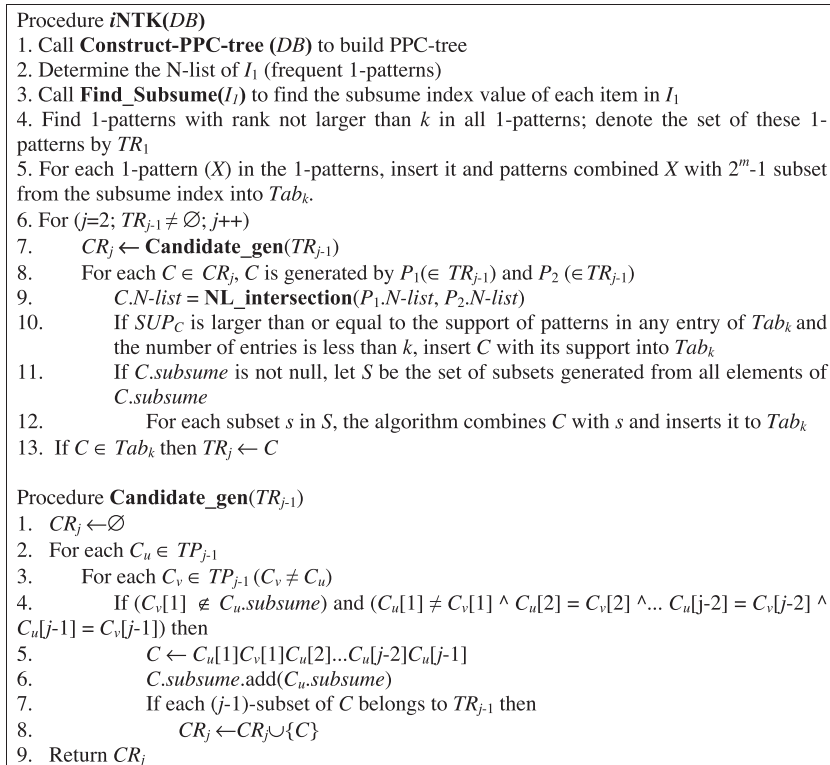 Procedure iNTK(DB)
1. Call Construct-PPC-tree (DB) to build PPC-tree
2. Determine the N-list of I₁ (frequent 1-patterns)
3. Call Find_Subsume(I₁) to find the subsume index value of each item in I₁
4. Find 1-patterns with rank not larger than k in all 1-patterns; denote the set of these 1-
patterns by TR₁
5. For each 1-pattern (X) in the 1-patterns, insert it and patterns combined X with 2ᵐ-1 subset
from the subsume index into Tabₖ.
6. For (j=2; TRⱼ₋₁ ≠ ∅; j++)
7. CRⱼ ← Candidate_gen(TRⱼ₋₁)
8. For each C ∈ CRⱼ, C is generated by P₁(∈ TRⱼ₋₁) and P₂ (∈TRⱼ₋₁)
9. C.N-list = NL_intersection(P₁.N-list, P₂.N-list)
10. If SUP_C is larger than or equal to the support of patterns in any entry of Tabₖ and
the number of entries is less than k, insert C with its support into Tabₖ
11. If C.subsume is not null, let S be the set of subsets generated from all elements of
C.subsume
12. For each subset s in S, the algorithm combines C with s and inserts it to Tabₖ
13. If C ∈ Tabₖ then TRⱼ ← C
Procedure Candidate_gen(TRⱼ₋₁)
1. CRⱼ ←∅
2. For each Cᵤ ∈ TPⱼ₋₁
3. For each Cᵥ ∈ TPⱼ₋₁ (Cᵥ ≠ Cᵤ)
4. If (Cᵥ[1] ∉ Cᵤ.subsume) and (Cᵤ[1] ≠ Cᵥ[1] ^ Cᵤ[2] = Cᵥ[2] ^... Cᵤ[j-2] = Cᵥ[j-2] ^
Cᵤ[j-1] = Cᵥ[j-1]) then
5. C ← Cᵤ[1]Cᵥ[1]Cᵤ[2]...Cᵤ[j-2]Cᵤ[j-1]
6. C.subsume.add(Cᵤ.subsume)
7. If each (j-1)-subset of C belongs to TRⱼ₋₁ then
8. CRⱼ ←CRⱼ∪{C}
9. Return CRⱼ